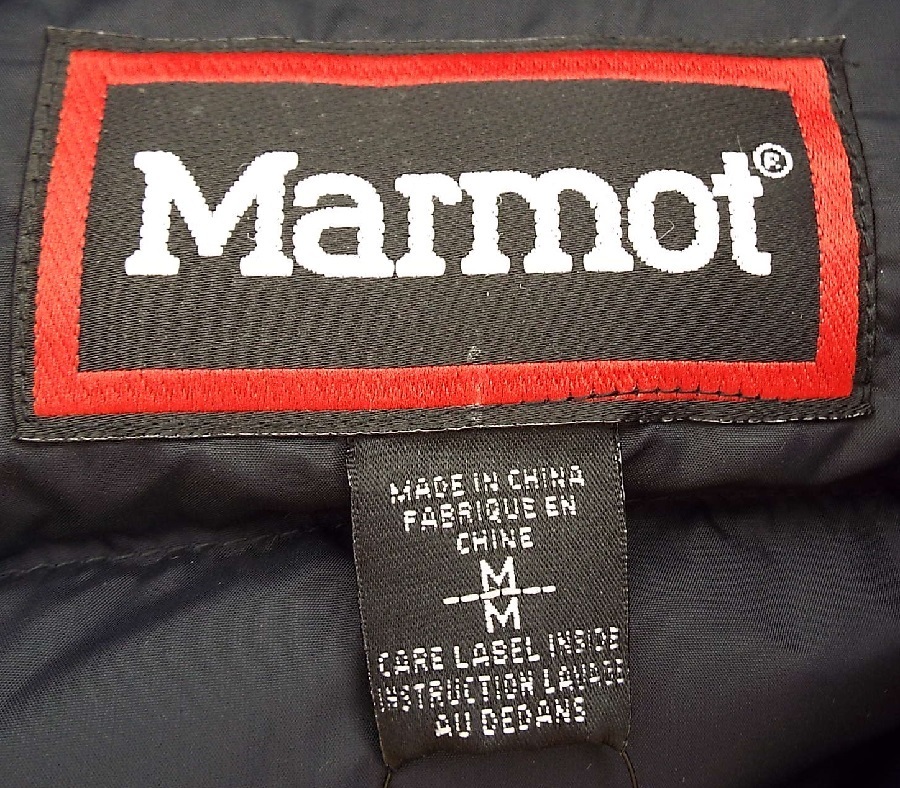 Marmot®
MADE IN CHINA
FABRIQUE EN
CHINE
M
M
CARE LABEL INSIDE
INSTRUCTION LAVAGE
AU DEDANS